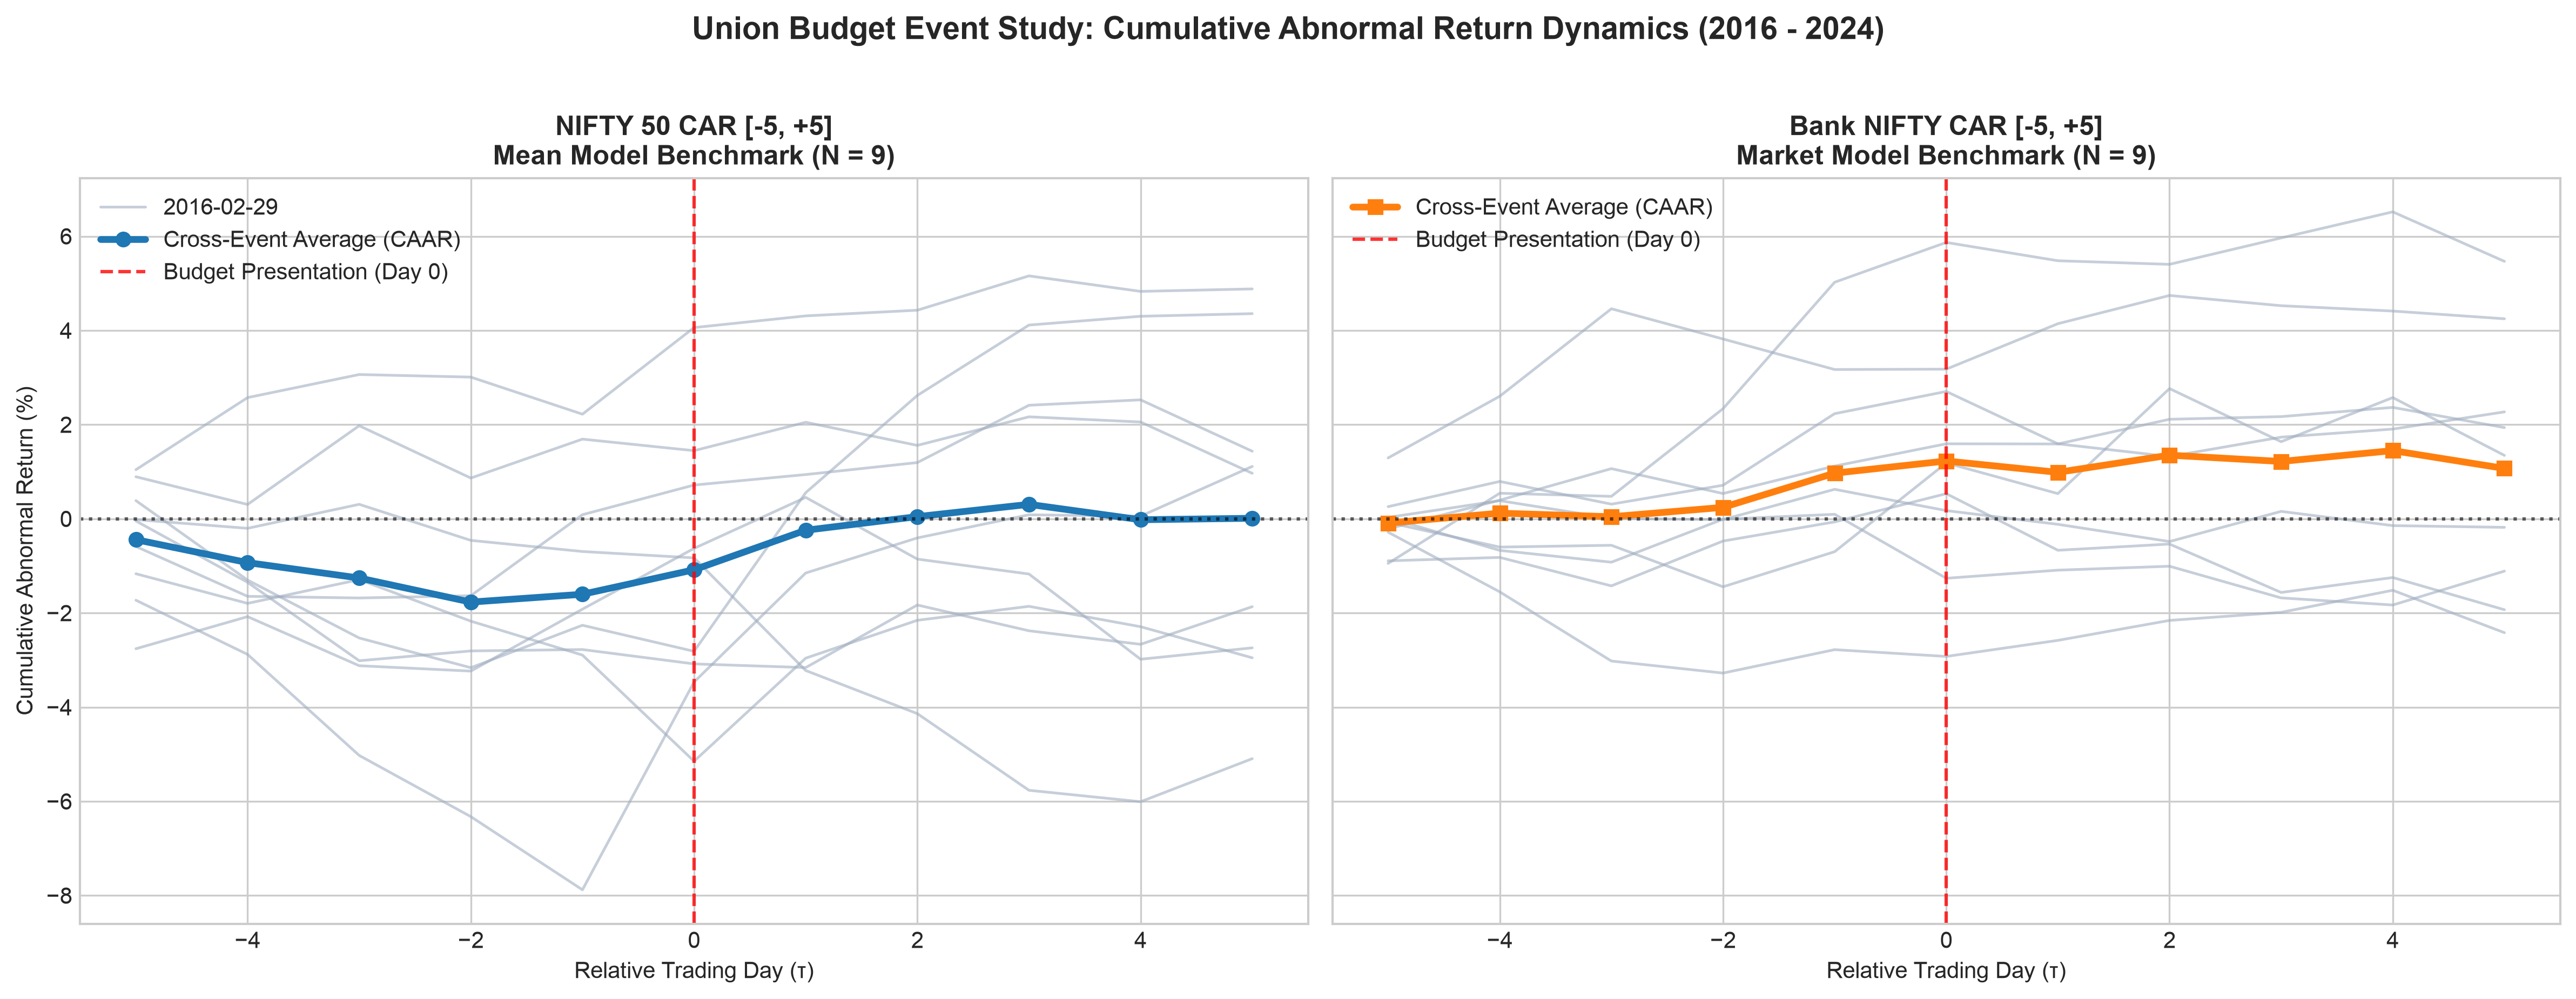 Union Budget Event Study: Cumulative Abnormal Return Dynamics (2016 - 2024)
NIFTY 50 CAR [-5, +5]
Mean Model Benchmark (N = 9)
2016-02-29
Cross-Event Average (CAAR)
Budget Presentation (Day 0)
Cumulative Abnormal Return (%)
6
4
2
0
−2
−4
−6
−8
−4
−2
0
2
4
Relative Trading Day (τ)
Bank NIFTY CAR [-5, +5]
Market Model Benchmark (N = 9)
Cross-Event Average (CAAR)
Budget Presentation (Day 0)
−4
−2
0
2
4
Relative Trading Day (τ)